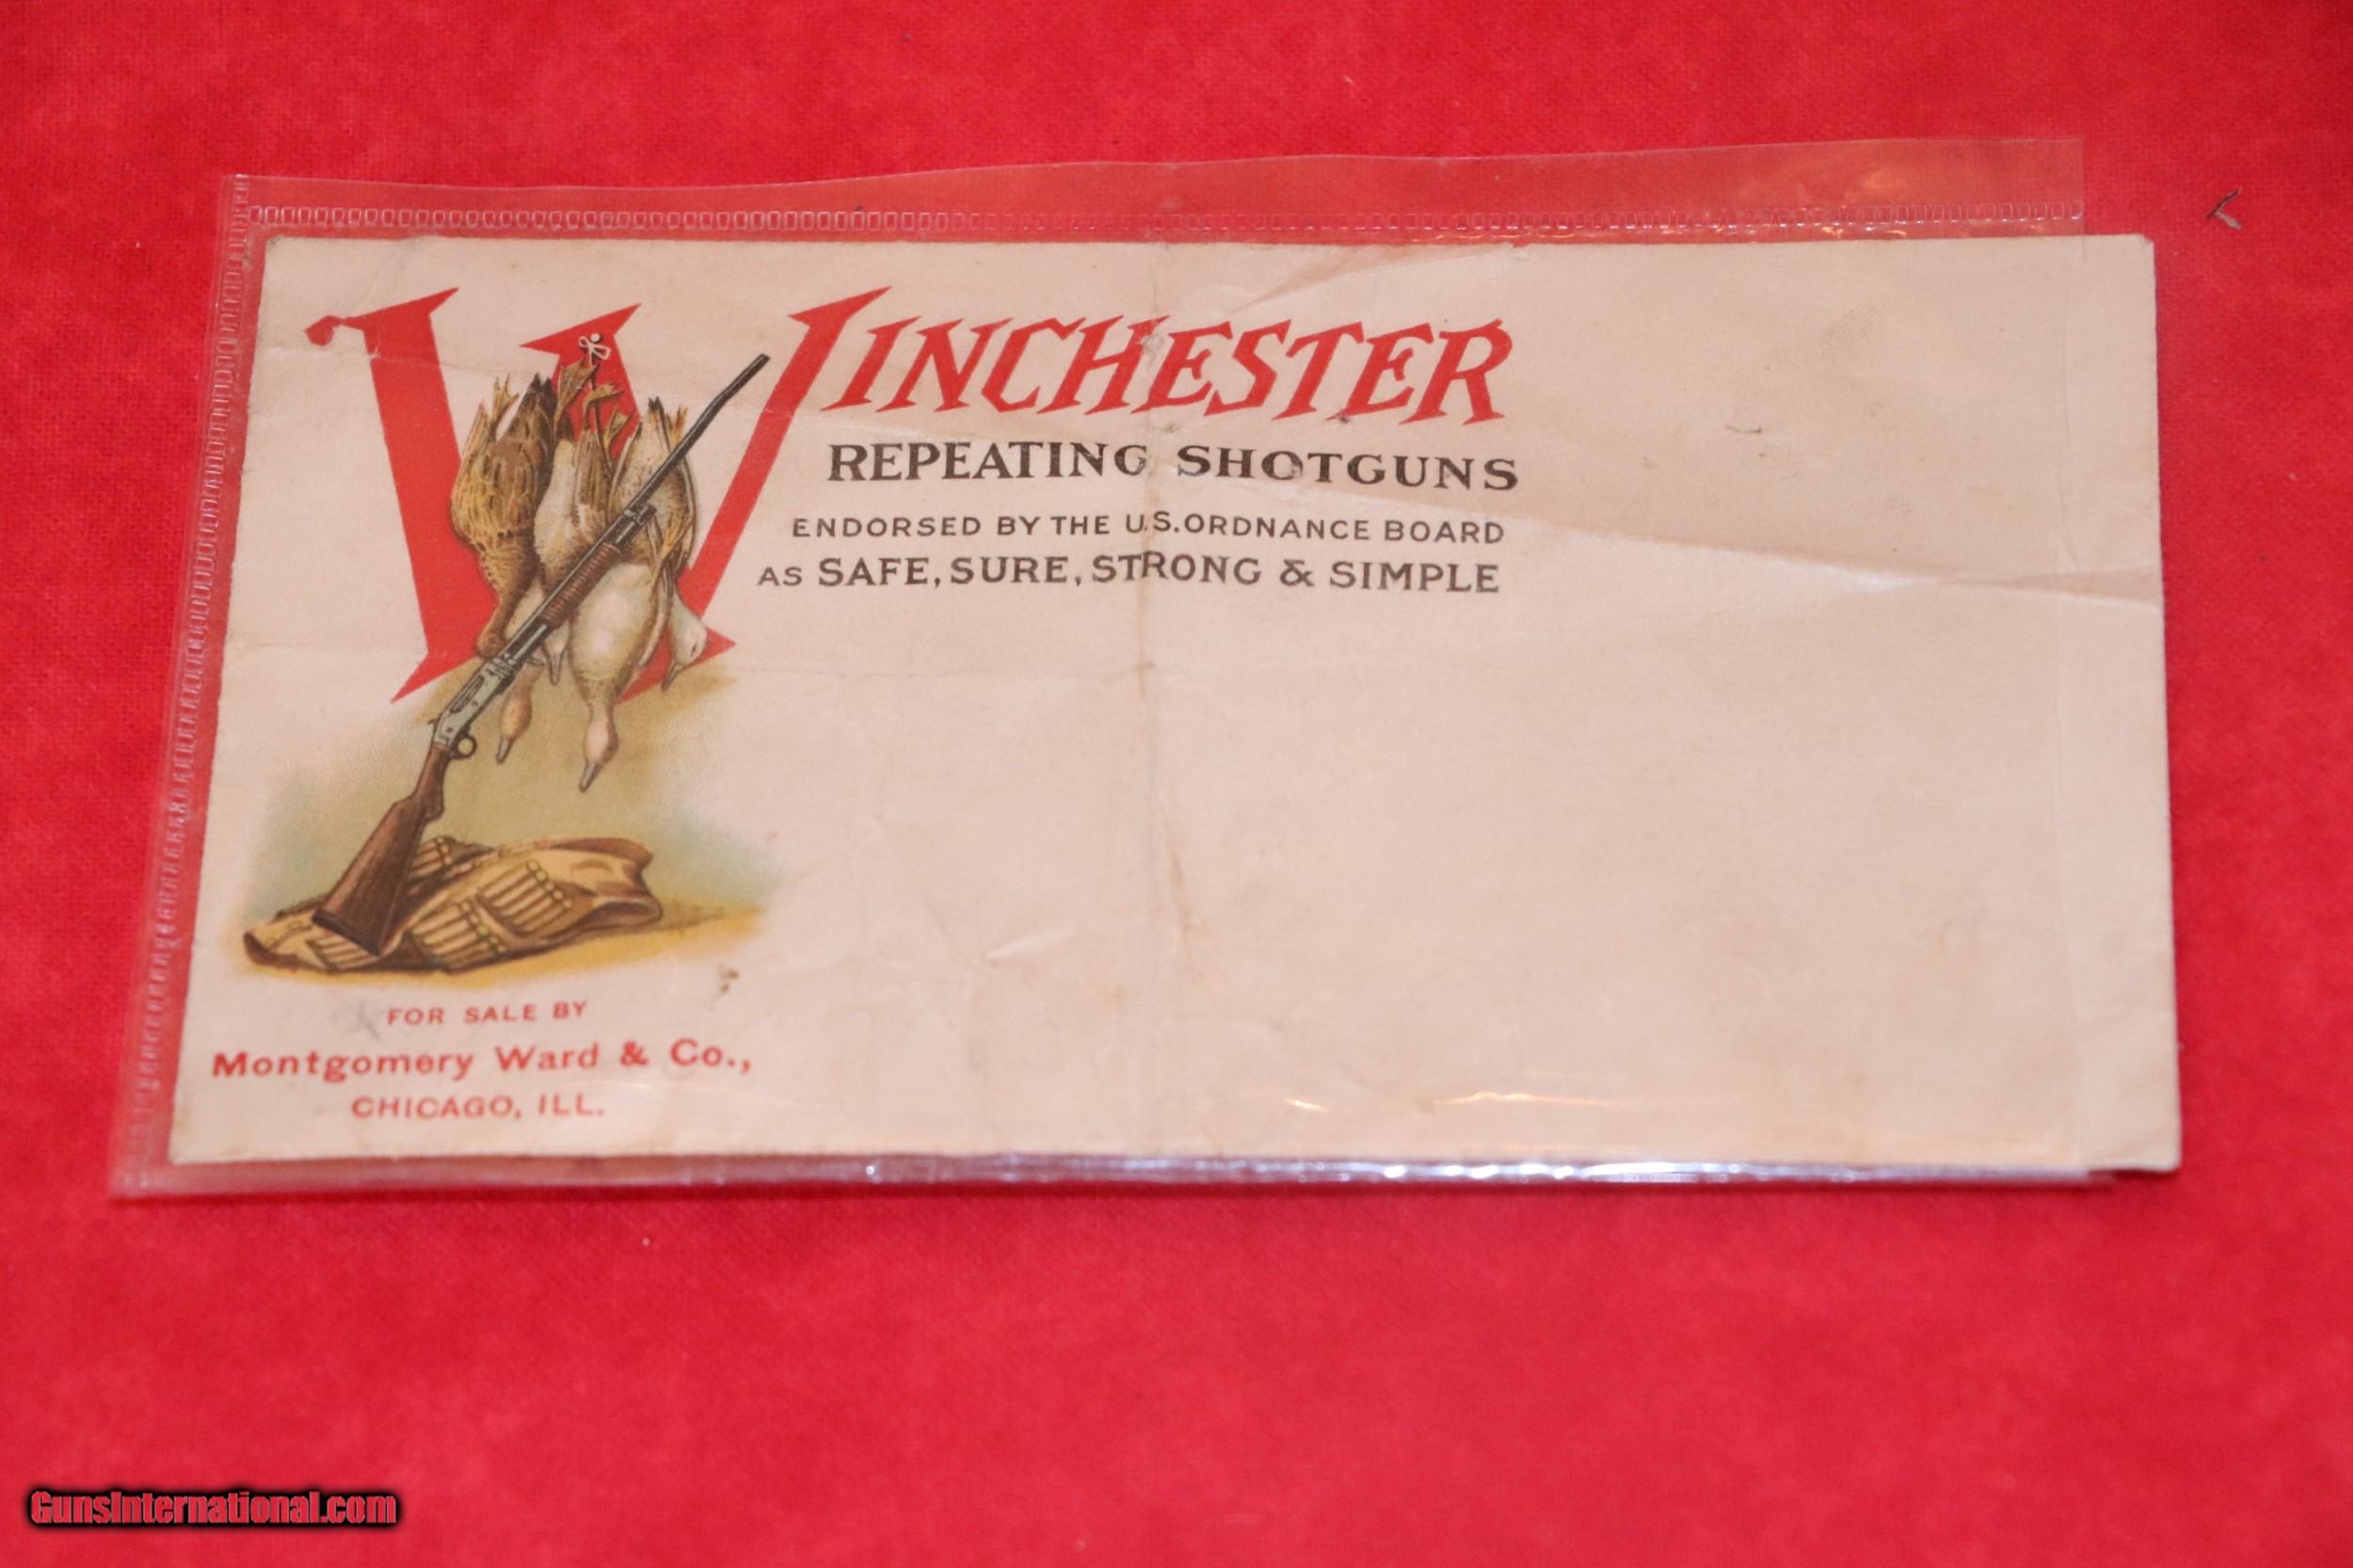 WINCHESTER
REPEATING SHOTGUNS
ENDORSED BY THE U.S. ORDNANCE BOARD
AS SAFE, SURE, STRONG & SIMPLE
FOR SALE BY
Montgomery Ward & Co.,
CHICAGO, ILL.
GunsInternational.com